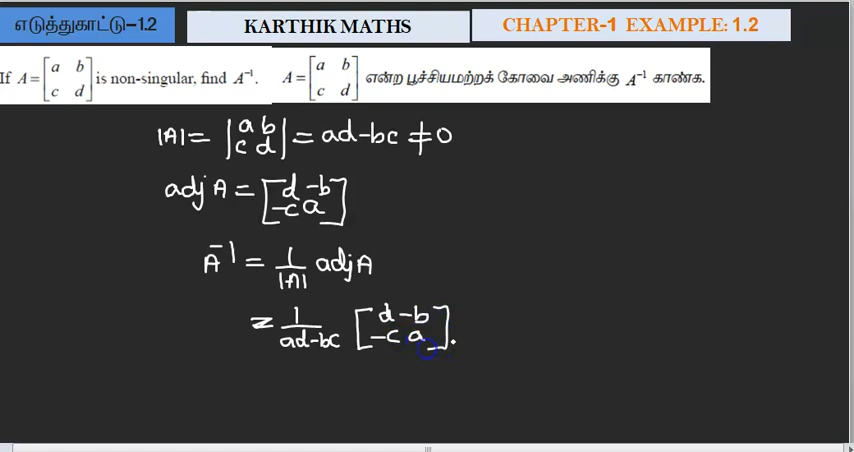 எடுத்துகாட்டு–1.2
KARTHIK MATHS
CHAPTER-1 EXAMPLE: 1.2
If A = [a b; c d] is non-singular, find A⁻¹.
A = [a b; c d] என்ற பூச்சியமற்றக் கோவை அணிக்கு A⁻¹ காண்க.
|A| = |a b; c d| = ad-bc ≠ 0
adj A = [d -b; -c a]
A⁻¹ = 1/|A| adj A
= 1/ad-bc [d -b; -c a].